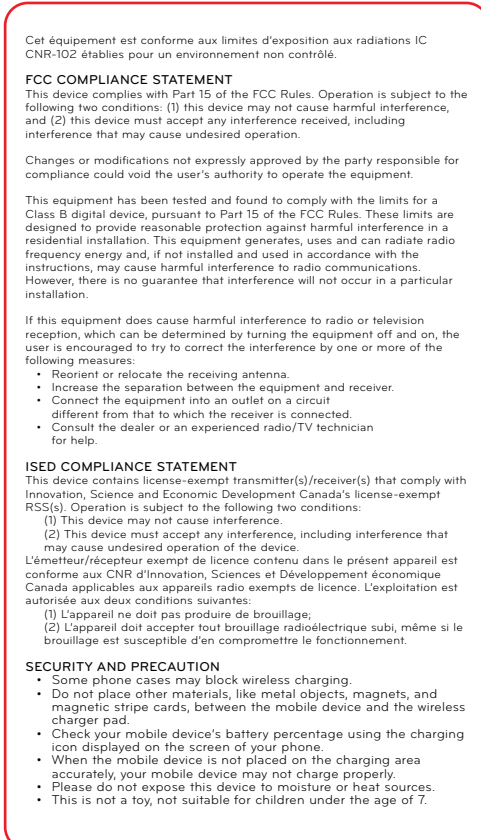 Cet équipement est conforme aux limites d'exposition aux radiations IC
CNR-102 établies pour un environnement non contrôlé.
FCC COMPLIANCE STATEMENT
This device complies with Part 15 of the FCC Rules. Operation is subject to the
following two conditions: (1) this device may not cause harmful interference,
and (2) this device must accept any interference received, including
interference that may cause undesired operation.
Changes or modifications not expressly approved by the party responsible for
compliance could void the user's authority to operate the equipment.
This equipment has been tested and found to comply with the limits for a
Class B digital device, pursuant to Part 15 of the FCC Rules. These limits are
designed to provide reasonable protection against harmful interference in a
residential installation. This equipment generates, uses and can radiate radio
frequency energy and, if not installed and used in accordance with the
instructions, may cause harmful interference to radio communications.
However, there is no guarantee that interference will not occur in a particular
installation.
If this equipment does cause harmful interference to radio or television
reception, which can be determined by turning the equipment off and on, the
user is encouraged to try to correct the interference by one or more of the
following measures:
• Reorient or relocate the receiving antenna.
• Increase the separation between the equipment and receiver.
• Connect the equipment into an outlet on a circuit
different from that to which the receiver is connected.
• Consult the dealer or an experienced radio/TV technician
for help.
ISED COMPLIANCE STATEMENT
This device contains license-exempt transmitter(s)/receiver(s) that comply with
Innovation, Science and Economic Development Canada's license-exempt
RSS(s). Operation is subject to the following two conditions:
(1) This device may not cause interference.
(2) This device must accept any interference, including interference that
may cause undesired operation of the device.
L'émetteur/récepteur exempt de licence contenu dans le présent appareil est
conforme aux CNR d'Innovation, Sciences et Développement économique
Canada applicables aux appareils radio exempts de licence. L'exploitation est
autorisée aux deux conditions suivantes:
(1) L'appareil ne doit pas produire de brouillage;
(2) L'appareil doit accepter tout brouillage radioélectrique subi, même si le
brouillage est susceptible d'en compromettre le fonctionnement.
SECURITY AND PRECAUTION
• Some phone cases may block wireless charging.
• Do not place other materials, like metal objects, magnets, and
magnetic stripe cards, between the mobile device and the wireless
charger pad.
• Check your mobile device's battery percentage using the charging
icon displayed on the screen of your phone.
• When the mobile device is not placed on the charging area
accurately, your mobile device may not charge properly.
• Please do not expose this device to moisture or heat sources.
• This is not a toy, not suitable for children under the age of 7.